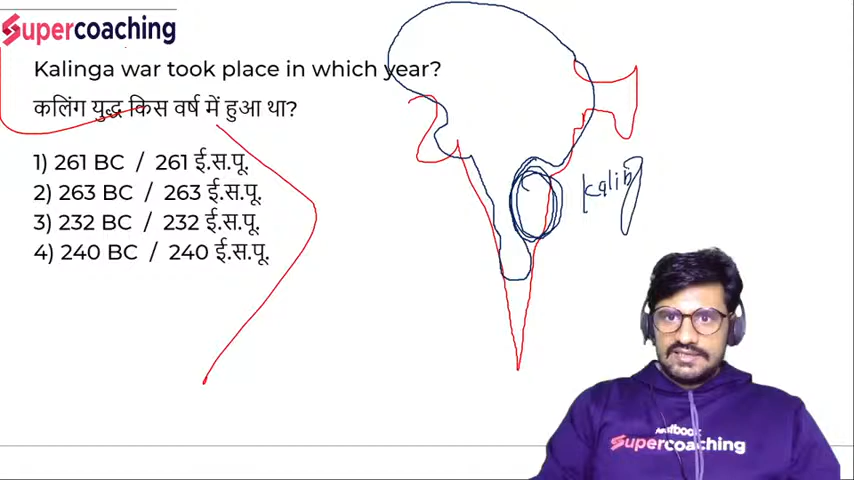 Supercoaching
Kalinga war took place in which year?
कलिंग युद्ध किस वर्ष में हुआ था?
1) 261 BC / 261 ई.स.पू.
2) 263 BC / 263 ई.स.पू.
3) 232 BC / 232 ई.स.पू.
4) 240 BC / 240 ई.स.पू.
Kaling
testbook
Supercoaching